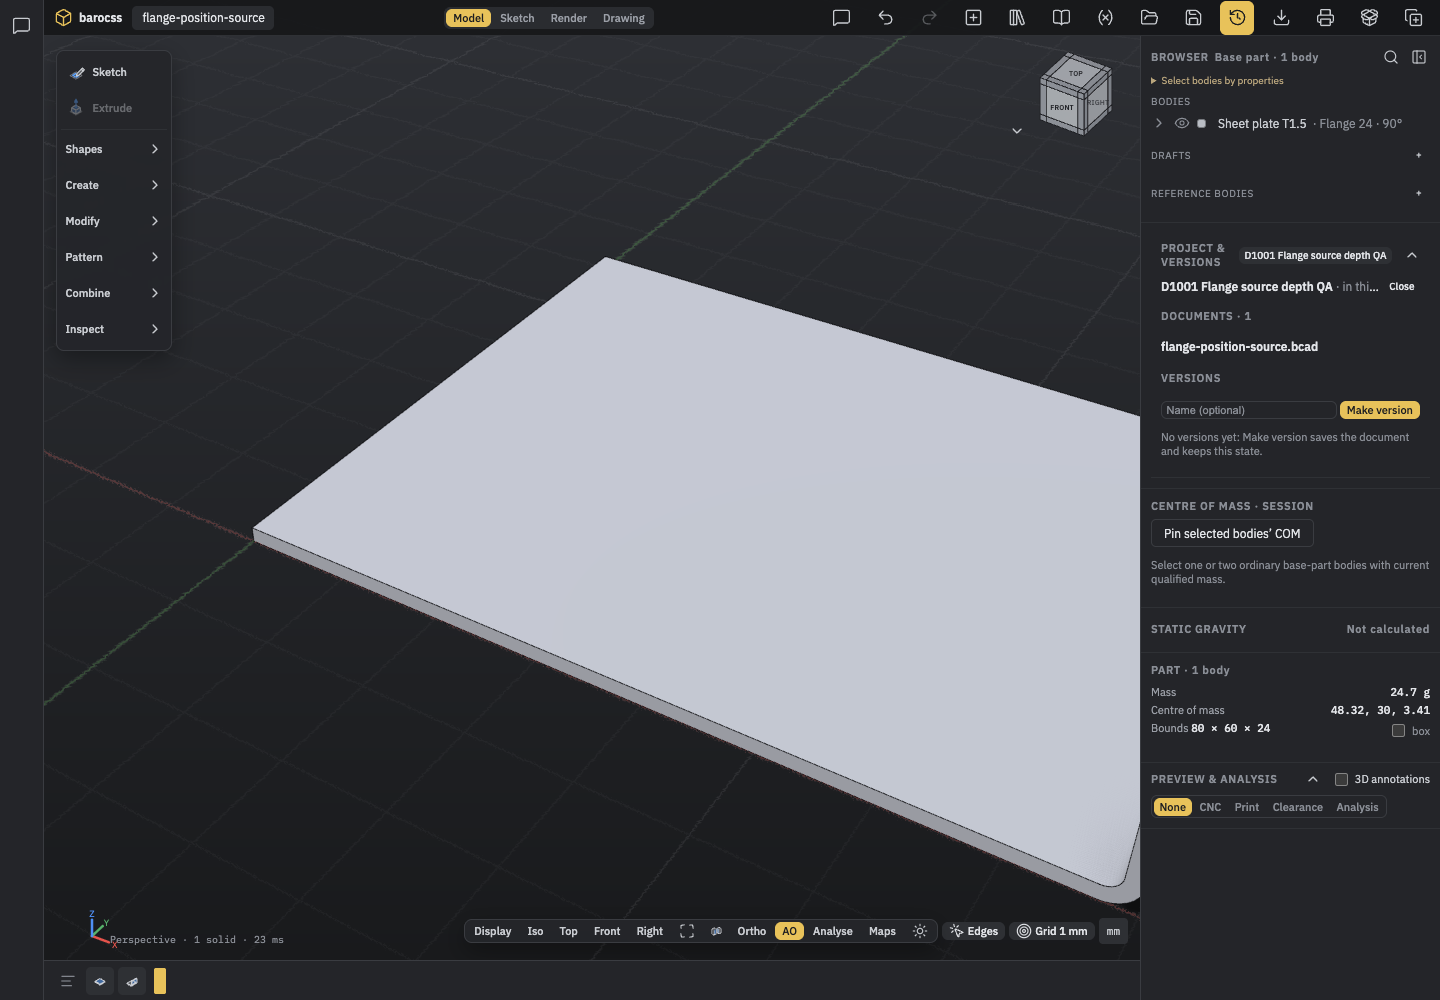 barocss
flange-position-source
Model
Sketch
Render
Drawing
Sketch
Extrude
Shapes
Create
Modify
Pattern
Combine
Inspect
TOP
FRONT
RIGHT
BROWSER Base part · 1 body
Select bodies by properties
BODIES
Sheet plate T1.5 · Flange 24 · 90°
DRAFTS
+
REFERENCE BODIES
+
PROJECT &
VERSIONS
D1001 Flange source depth QA
D1001 Flange source depth QA · in thi...
Close
DOCUMENTS · 1
flange-position-source.bcad
VERSIONS
Name (optional)
Make version
No versions yet: Make version saves the document
and keeps this state.
CENTRE OF MASS · SESSION
Pin selected bodies’ COM
Select one or two ordinary base-part bodies with current
qualified mass.
STATIC GRAVITY
Not calculated
PART · 1 body
Mass
24.7 g
Centre of mass
48.32, 30, 3.41
Bounds 80 × 60 × 24
box
PREVIEW & ANALYSIS
3D annotations
None
CNC
Print
Clearance
Analysis
Z
Y
X
Perspective · 1 solid · 23 ms
Display
Iso
Top
Front
Right
Ortho
AO
Analyse
Maps
Edges
Grid 1 mm
mm